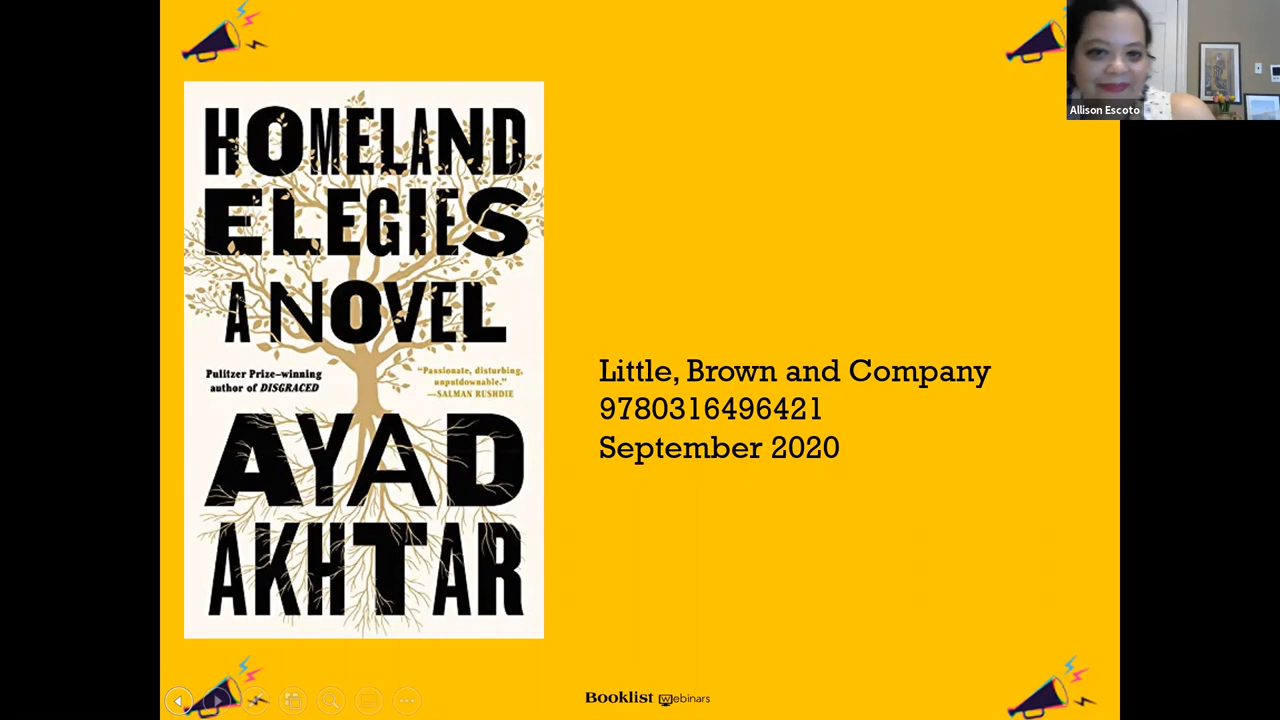 HOMELAND
ELEGIES
A NOVEL
Pulitzer Prize–winning
author of DISGRACED
“Passionate, disturbing,
unputdownable.”
—SALMAN RUSHDIE
AYAD
AKHTAR
Little, Brown and Company
9780316496421
September 2020
Allison Escoto
Booklist Webinars